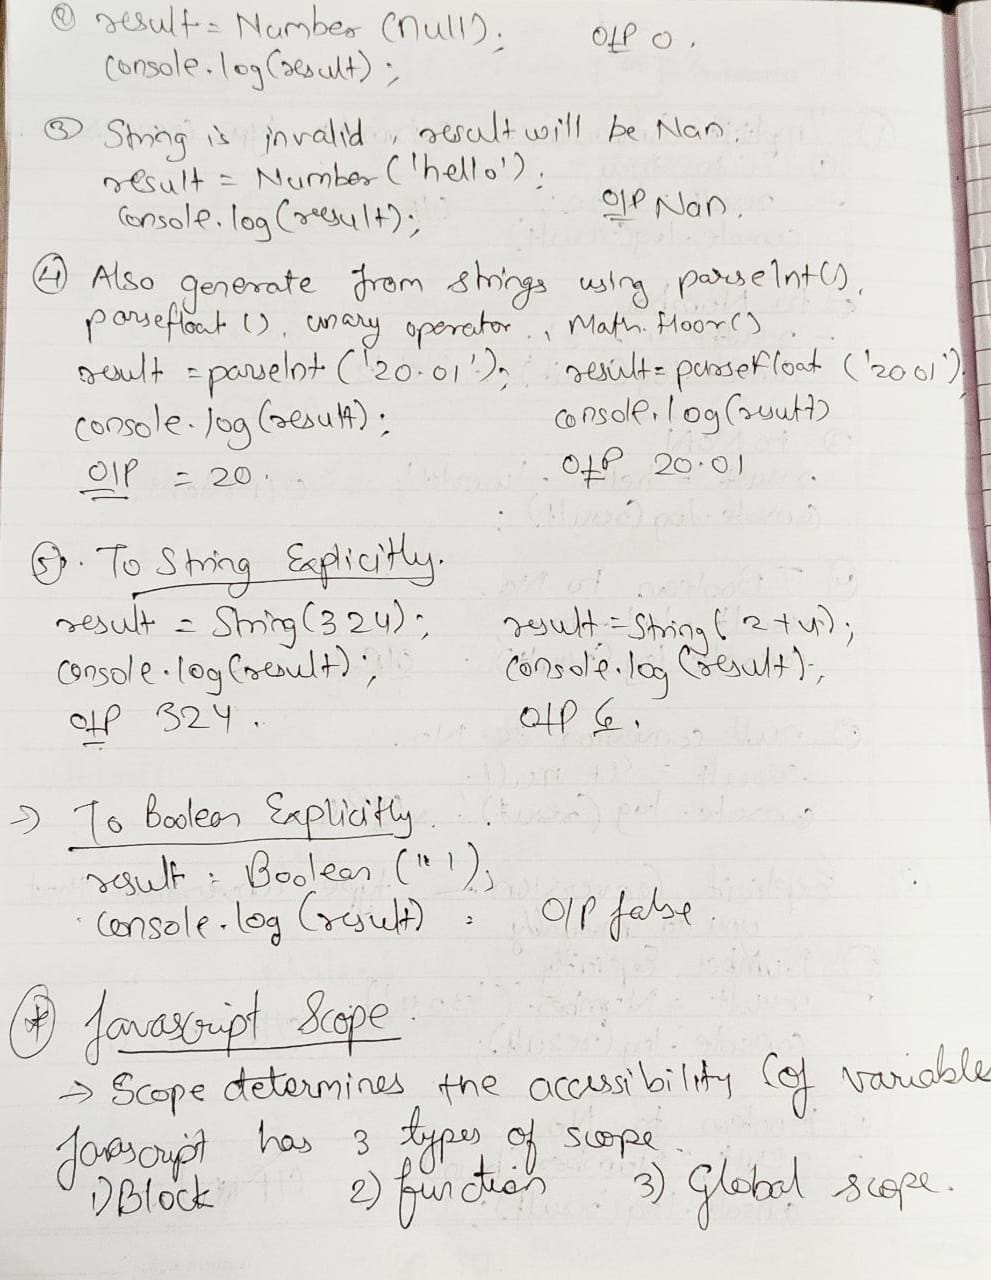 ② result = Number (null); O/P 0.
console.log(result);
③ String is invalid, result will be Nan.
result = Number ('hello');
console.log(result); O/P Nan.
④ Also generate from strings using parseInt(),
parsefloat (), unary operator, Math.floor()
result = parseInt ('20.01'); result = parseFloat ('2001');
console.log(result); console.log(result)
O/P = 20. O/P 20.01
⑤. To String Explicitly.
result = String(324); result = String(2+4);
console.log(result); console.log(result);
O/P 324. O/P 6.
→ To Boolean Explicitly.
result = Boolean ('');
console.log (result) ; O/P false.
* Javascript Scope.
→ Scope determines the accessibility (of variable
Javascript has 3 types of scope.
1) Block 2) function 3) Global scope.